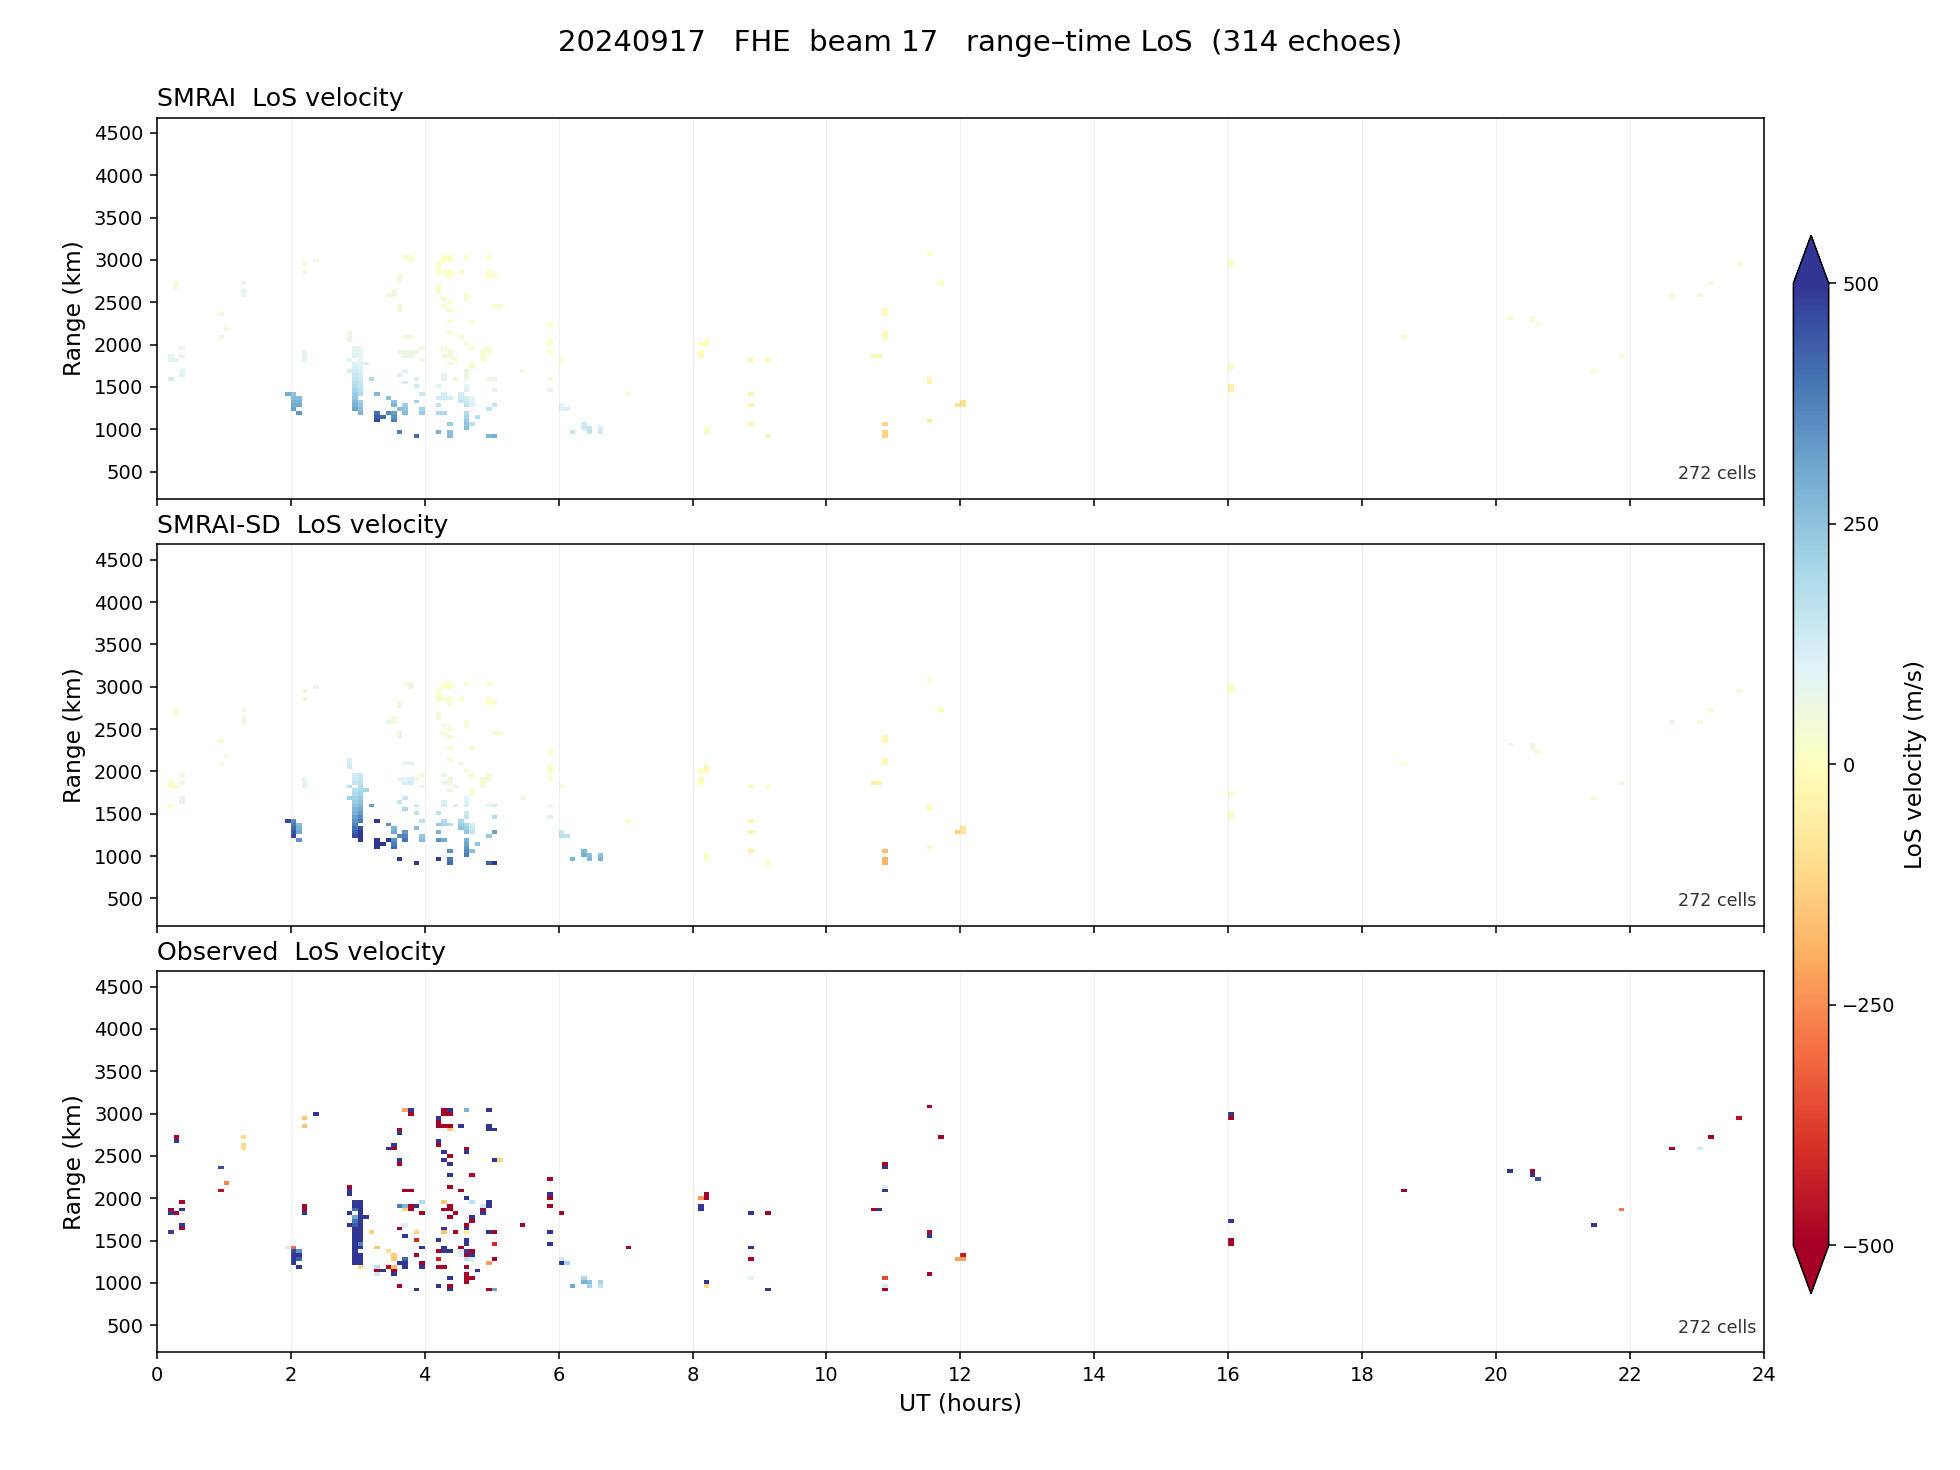 20240917   FHE  beam 17   range–time LoS  (314 echoes)
SMRAI  LoS velocity
4500
4000
3500
3000
2500
2000
1500
1000
500
Range (km)
272 cells
SMRAI-SD  LoS velocity
4500
4000
3500
3000
2500
2000
1500
1000
500
Range (km)
272 cells
Observed  LoS velocity
4500
4000
3500
3000
2500
2000
1500
1000
500
Range (km)
272 cells
0 2 4 6 8 10 12 14 16 18 20 22 24
UT (hours)
500
250
0
−250
−500
LoS velocity (m/s)